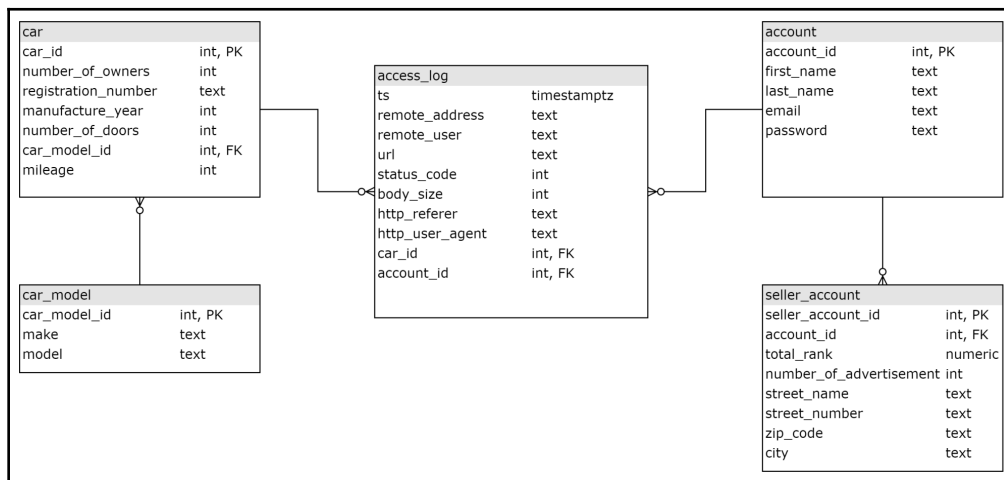 car
car_id int, PK
number_of_owners int
registration_number text
manufacture_year int
number_of_doors int
car_model_id int, FK
mileage int
car_model
car_model_id int, PK
make text
model text
access_log
ts timestamptz
remote_address text
remote_user text
url text
status_code int
body_size int
http_referer text
http_user_agent text
car_id int, FK
account_id int, FK
account
account_id int, PK
first_name text
last_name text
email text
password text
seller_account
seller_account_id int, PK
account_id int, FK
total_rank numeric
number_of_advertisement int
street_name text
street_number text
zip_code text
city text